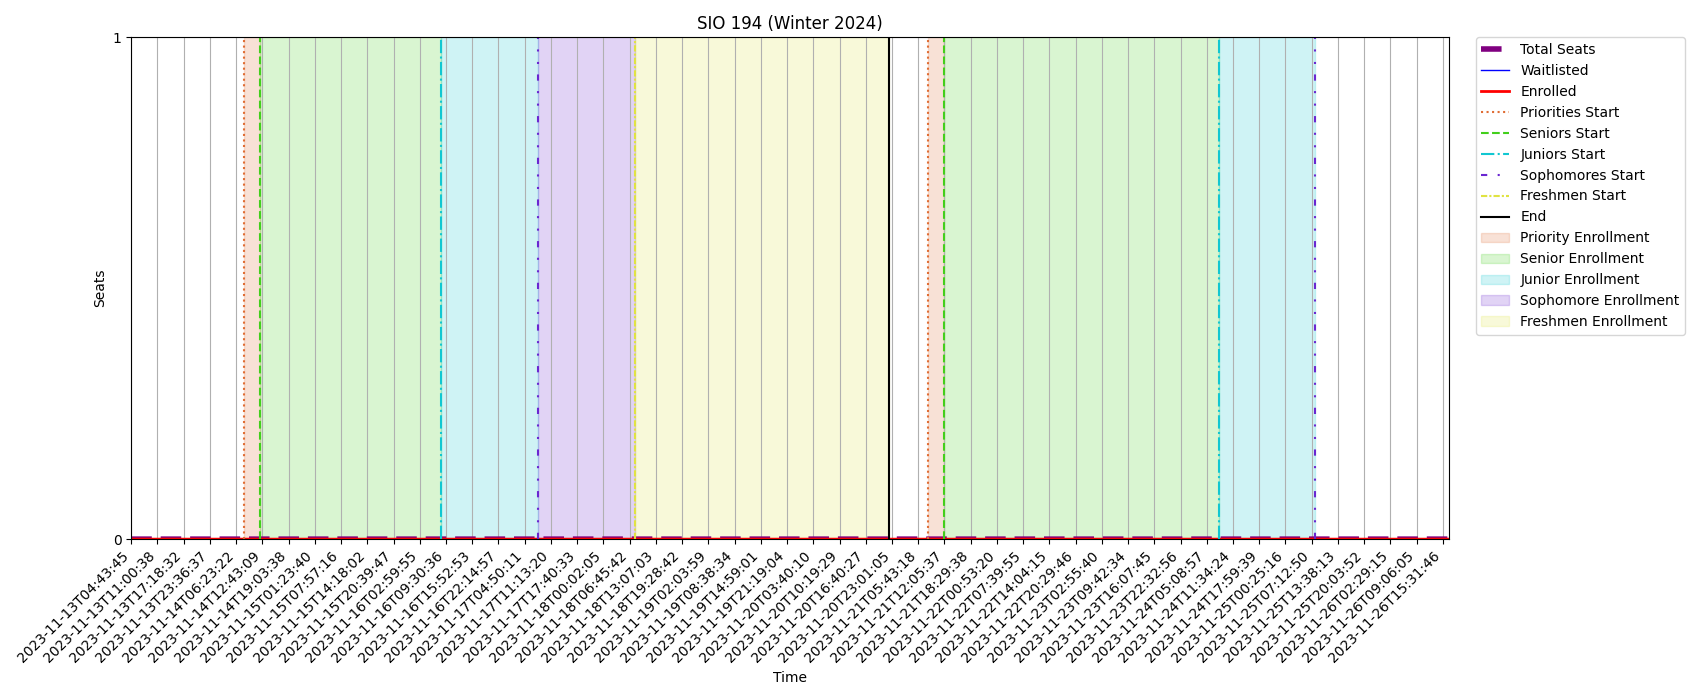 SIO 194 (Winter 2024)
1
0
Seats
2023-11-13T04:43:45
2023-11-13T11:00:38
2023-11-13T17:18:32
2023-11-13T23:36:37
2023-11-14T06:23:22
2023-11-14T12:43:09
2023-11-14T19:03:38
2023-11-15T01:23:40
2023-11-15T07:57:16
2023-11-15T14:18:02
2023-11-15T20:39:47
2023-11-16T02:59:55
2023-11-16T09:30:36
2023-11-16T15:52:53
2023-11-16T22:14:57
2023-11-17T04:50:11
2023-11-17T11:13:20
2023-11-17T17:40:33
2023-11-18T00:02:05
2023-11-18T06:45:42
2023-11-18T13:07:03
2023-11-18T19:28:42
2023-11-19T02:03:59
2023-11-19T08:38:34
2023-11-19T14:59:01
2023-11-19T21:19:04
2023-11-20T03:40:10
2023-11-20T10:19:29
2023-11-20T16:40:27
2023-11-20T23:01:05
2023-11-21T05:43:18
2023-11-21T12:05:37
2023-11-21T18:29:38
2023-11-22T00:53:20
2023-11-22T07:39:55
2023-11-22T14:04:15
2023-11-22T20:29:46
2023-11-23T02:55:40
2023-11-23T09:42:34
2023-11-23T16:07:45
2023-11-23T22:32:56
2023-11-24T05:08:57
2023-11-24T11:34:24
2023-11-24T17:59:39
2023-11-25T00:25:16
2023-11-25T07:12:50
2023-11-25T13:38:13
2023-11-25T20:03:52
2023-11-26T02:29:15
2023-11-26T09:06:05
2023-11-26T15:31:46
Time
Total Seats
Waitlisted
Enrolled
Priorities Start
Seniors Start
Juniors Start
Sophomores Start
Freshmen Start
End
Priority Enrollment
Senior Enrollment
Junior Enrollment
Sophomore Enrollment
Freshmen Enrollment